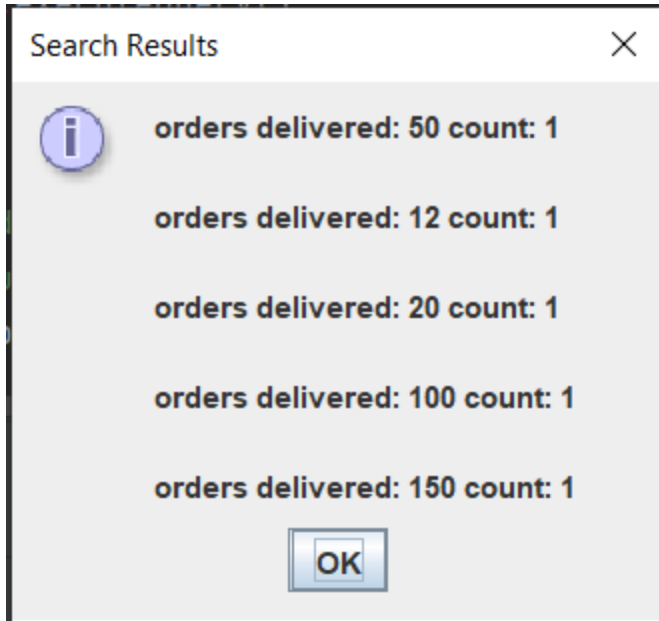 Search Results
orders delivered: 50 count: 1
orders delivered: 12 count: 1
orders delivered: 20 count: 1
orders delivered: 100 count: 1
orders delivered: 150 count: 1
OK